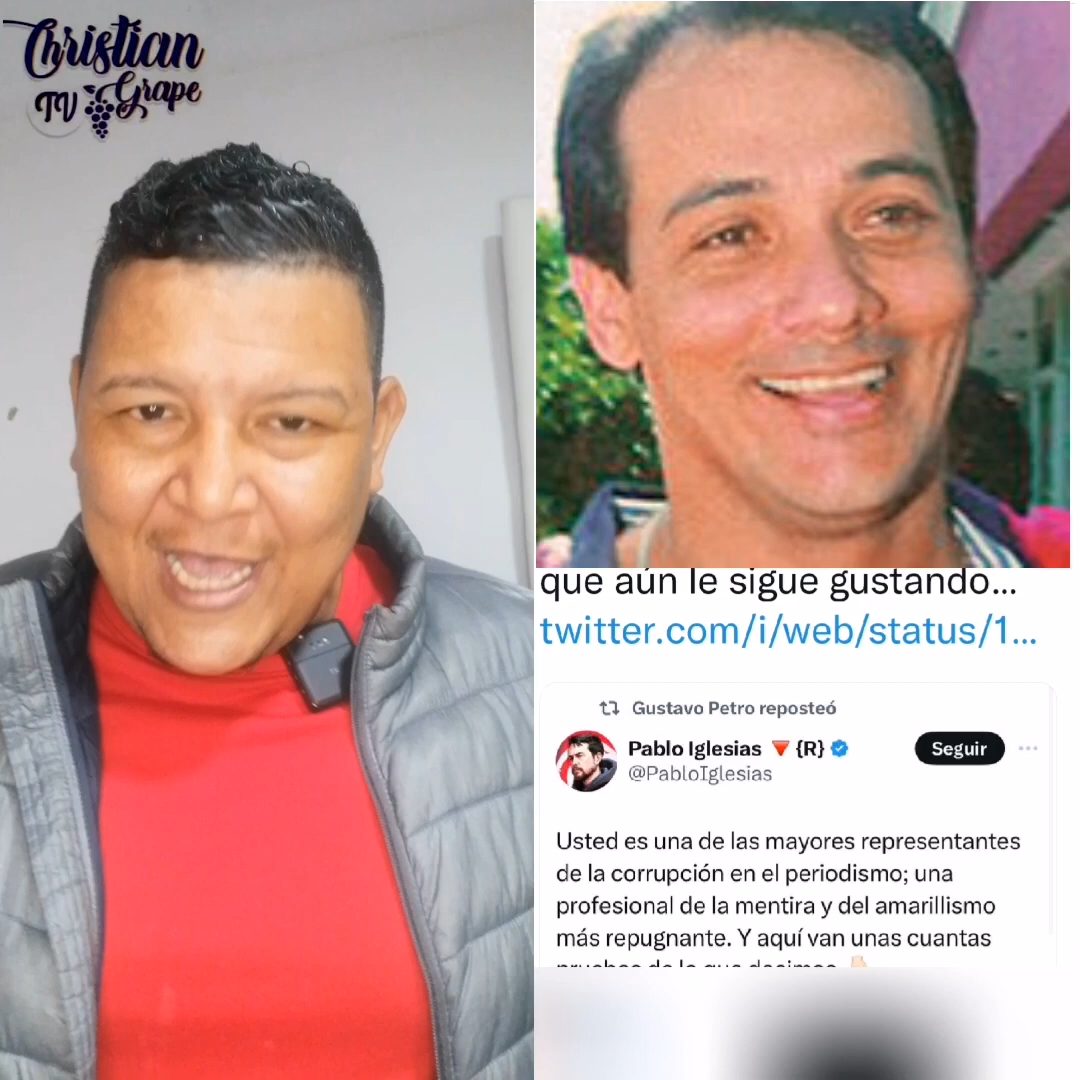 Christian
TV Grape
que aún le sigue gustando...
twitter.com/i/web/status/1...
Gustavo Petro reposteó
Pablo Iglesias 🔻{R}
Seguir
@PabloIglesias
Usted es una de las mayores representantes
de la corrupción en el periodismo; una
profesional de la mentira y del amarillismo
más repugnante. Y aquí van unas cuantas